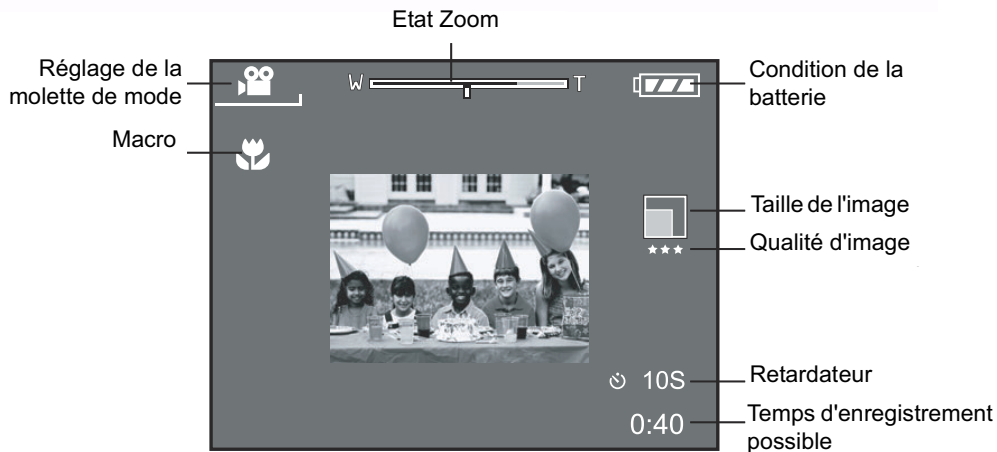 Etat Zoom
Réglage de la
molette de mode
W T
Condition de la
batterie
Macro
Taille de l'image
Qualité d'image
10S
Retardateur
0:40
Temps d'enregistrement
possible